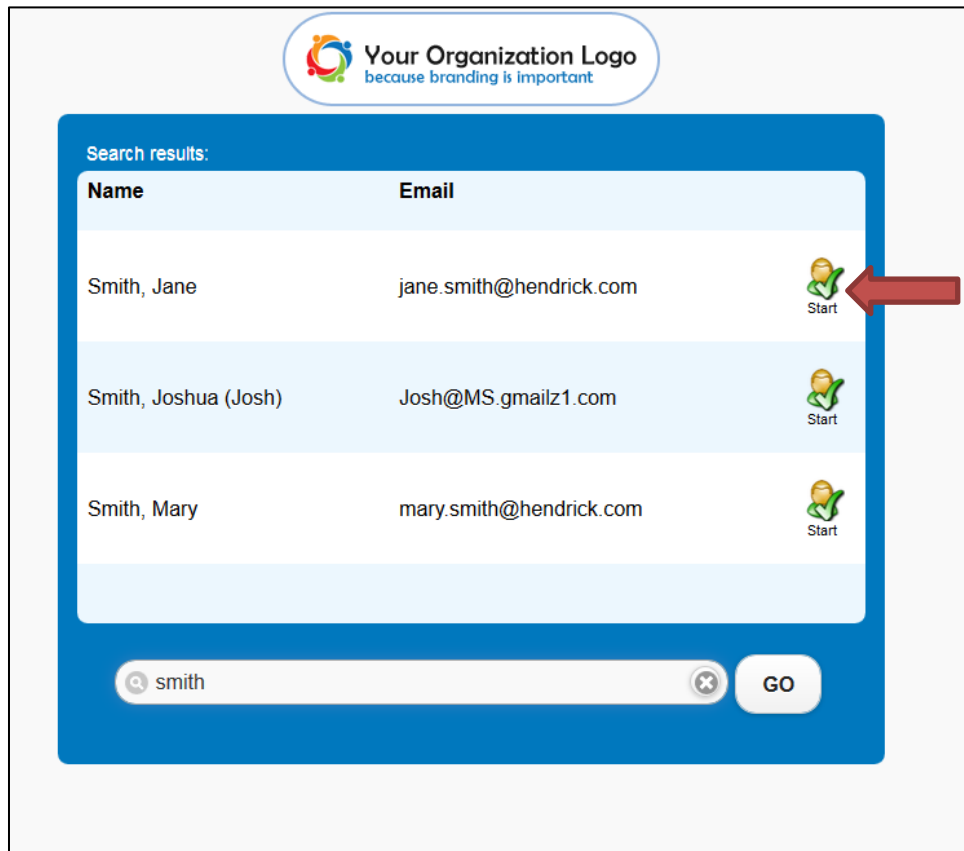 Your Organization Logo
because branding is important
Search results:
Name Email
Smith, Jane jane.smith@hendrick.com Start
Smith, Joshua (Josh) Josh@MS.gmailz1.com Start
Smith, Mary mary.smith@hendrick.com Start
smith GO